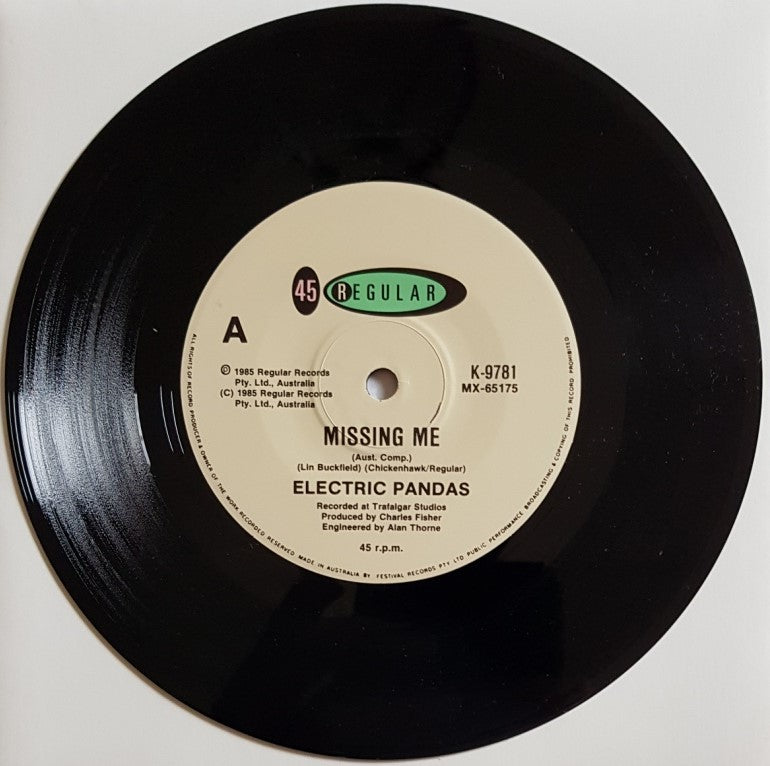 45 REGULAR
A
℗ 1985 Regular Records
Pty. Ltd., Australia
(C) 1985 Regular Records
Pty. Ltd., Australia
K-9781
MX-65175
MISSING ME
(Aust. Comp.)
(Lin Buckfield) (Chickenhawk/Regular)
ELECTRIC PANDAS
Recorded at Trafalgar Studios
Produced by Charles Fisher
Engineered by Alan Thorne
45 r.p.m.
ALL RIGHTS OF RECORD PRODUCER & OWNER OF THE WORK RECORDED RESERVED. MADE IN AUSTRALIA BY FESTIVAL RECORDS PTY LTD PUBLIC PERFORMANCE BROADCASTING & COPYING OF THIS RECORD PROHIBITED